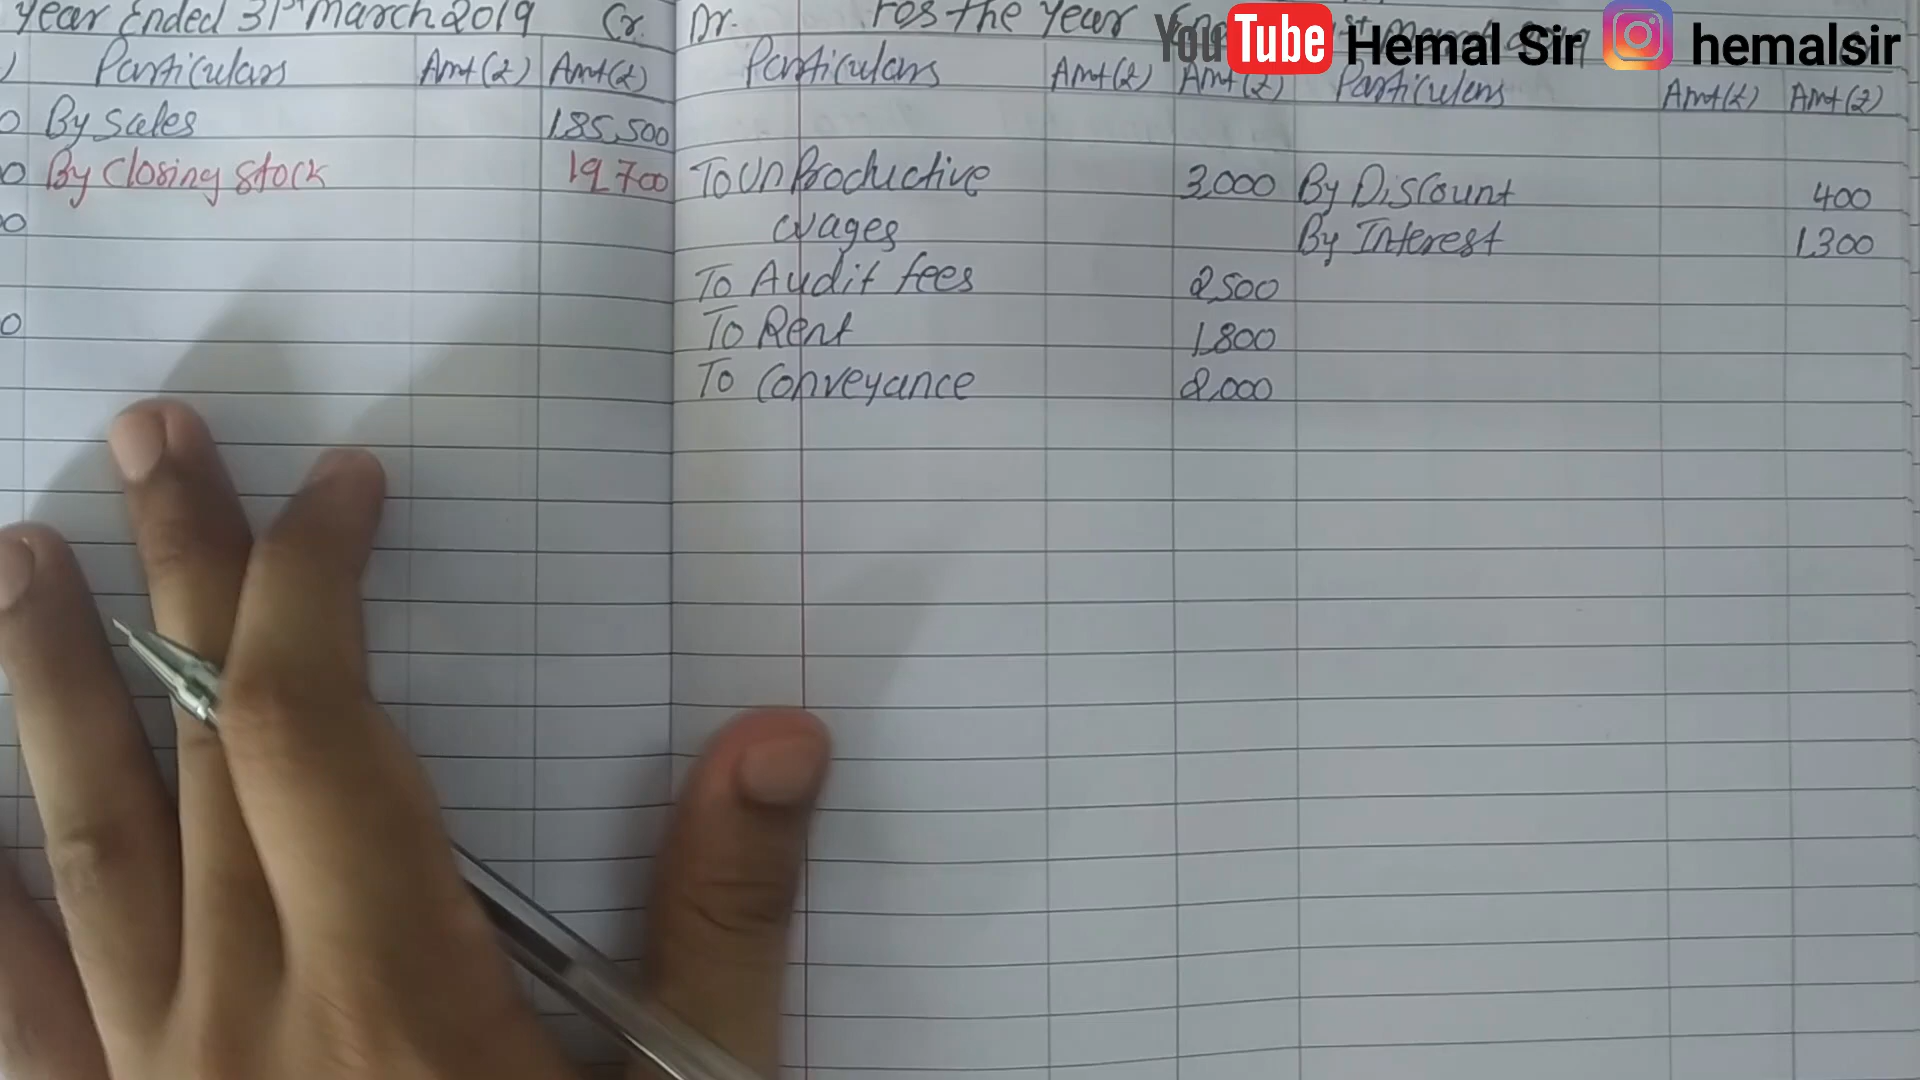 Year Ended 31st March 2019 Cr.
Particulars Amt (₹) Amt (₹)
By Sales 1,85,500
By Closing Stock 19,700
Dr. For the Year
YouTube Hemal Sir hemalsir
Particulars Amt (₹) Amt (₹) Particulars Amt (₹) Amt (₹)
To UnProductive 3,000 By Discount 400
wages By Interest 1,300
To Audit fees 2,500
To Rent 1,800
To Conveyance 2,000